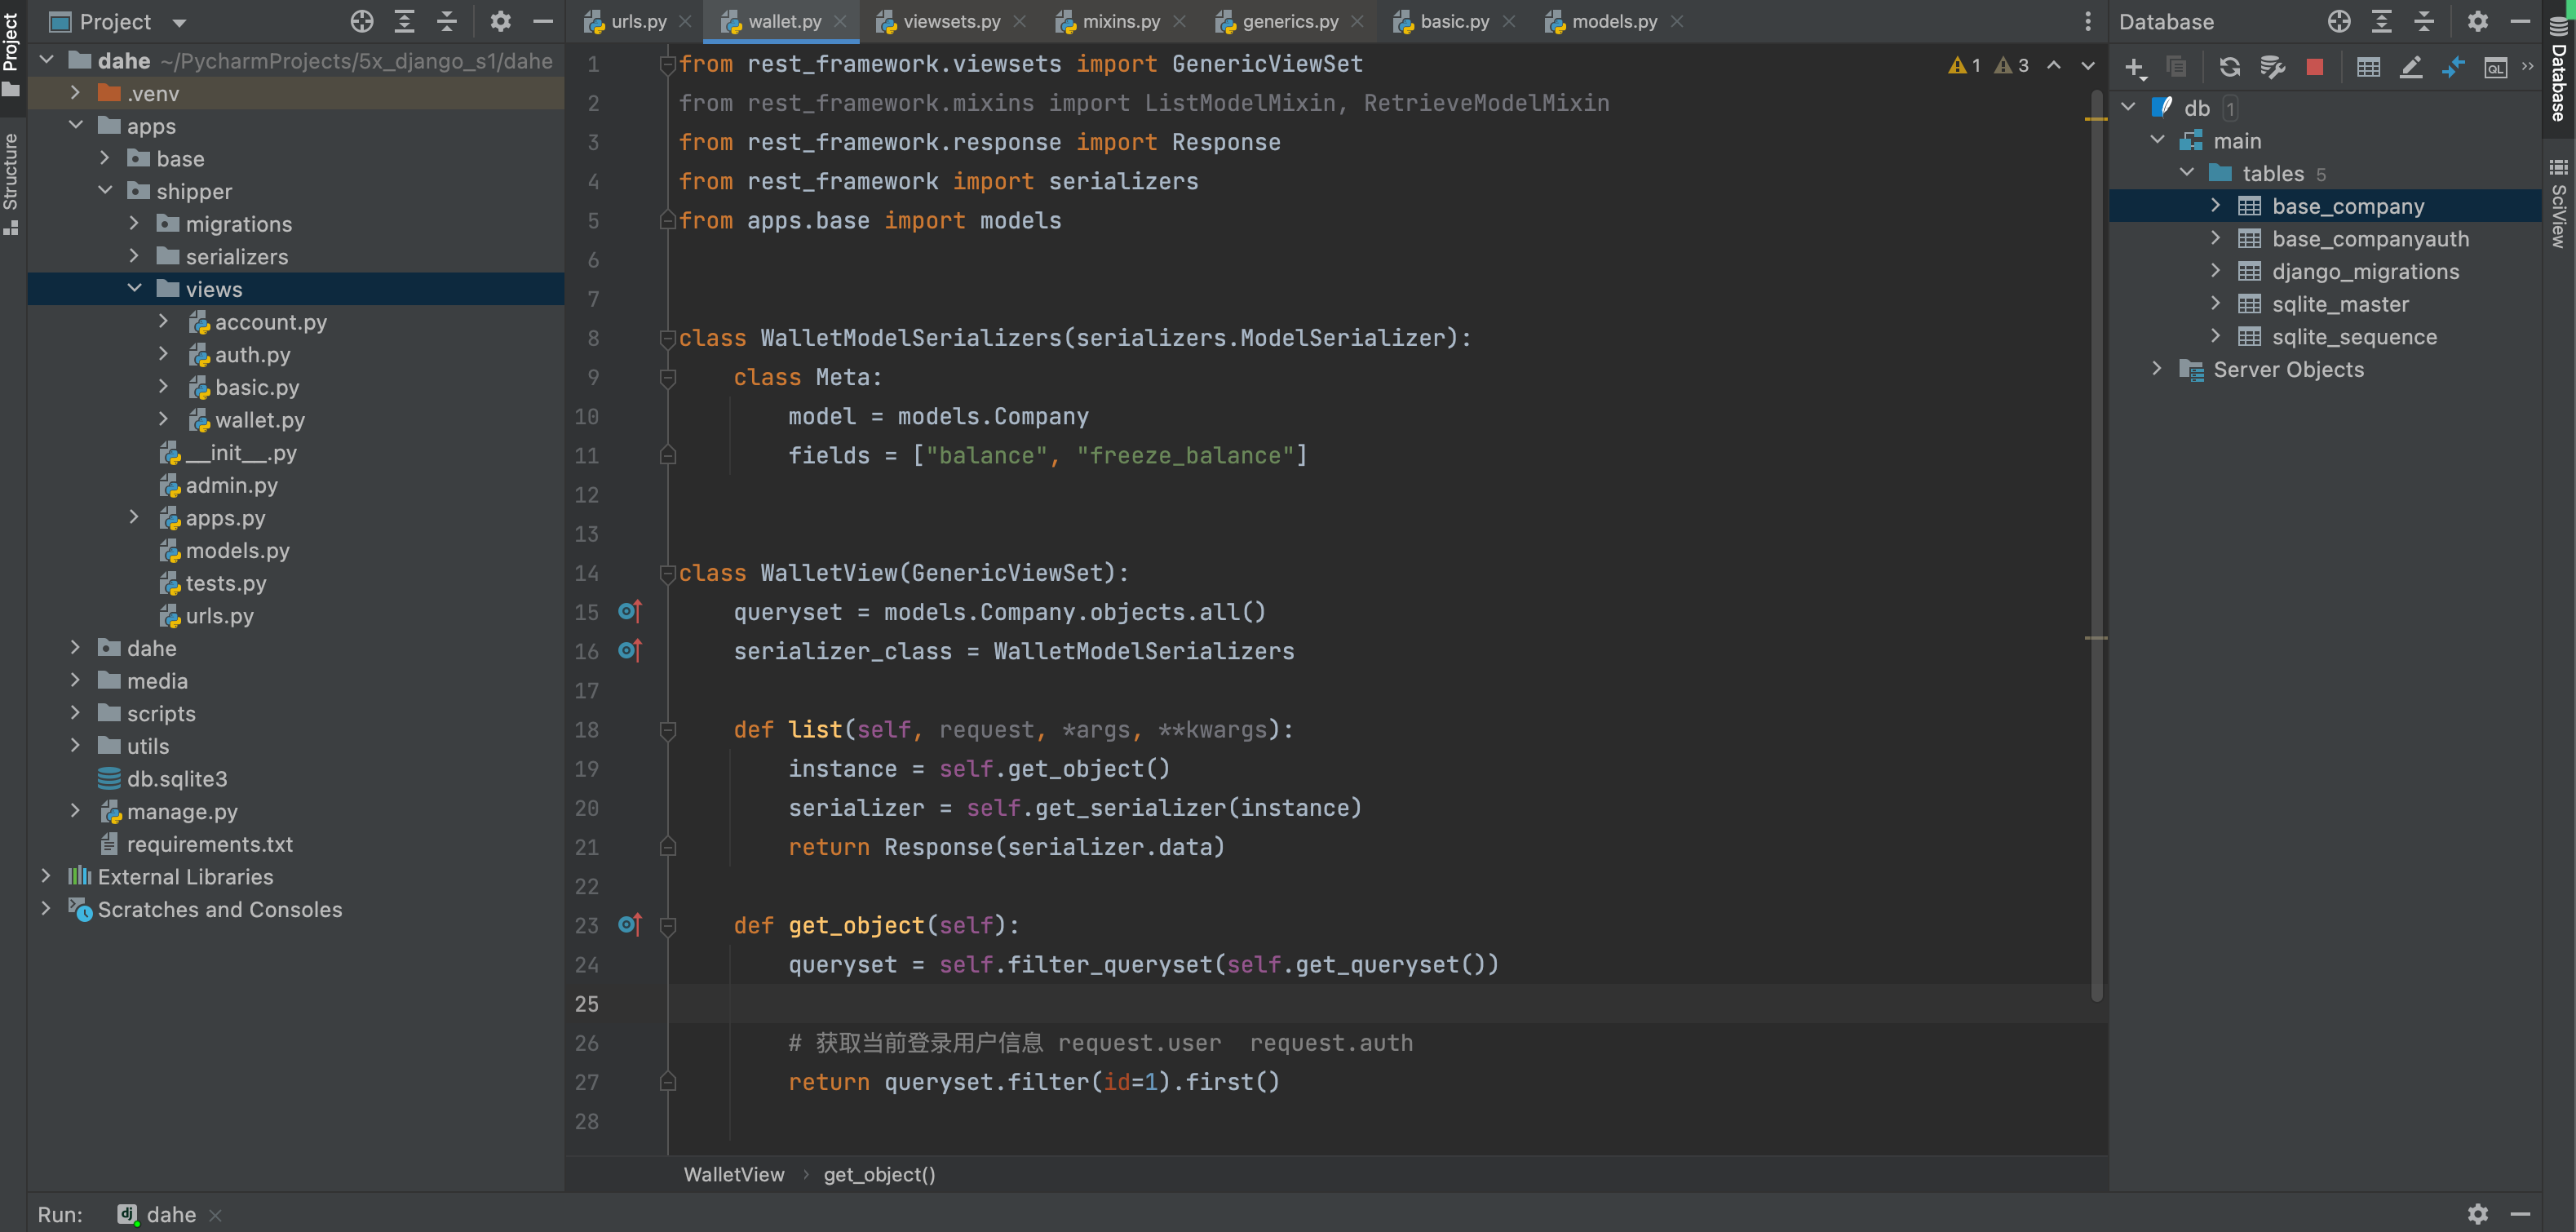 Project
dahe ~/PycharmProjects/5x_django_s1/dahe
.venv
apps
base
shipper
migrations
serializers
views
account.py
auth.py
basic.py
wallet.py
__init__.py
admin.py
apps.py
models.py
tests.py
urls.py
dahe
media
scripts
utils
db.sqlite3
manage.py
requirements.txt
External Libraries
Scratches and Consoles
Project
Structure
urls.py
wallet.py
viewsets.py
mixins.py
generics.py
basic.py
models.py
1 from rest_framework.viewsets import GenericViewSet
2 from rest_framework.mixins import ListModelMixin, RetrieveModelMixin
3 from rest_framework.response import Response
4 from rest_framework import serializers
5 from apps.base import models
6
7
8 class WalletModelSerializers(serializers.ModelSerializer):
9 class Meta:
10 model = models.Company
11 fields = ["balance", "freeze_balance"]
12
13
14 class WalletView(GenericViewSet):
15 queryset = models.Company.objects.all()
16 serializer_class = WalletModelSerializers
17
18 def list(self, request, *args, **kwargs):
19 instance = self.get_object()
20 serializer = self.get_serializer(instance)
21 return Response(serializer.data)
22
23 def get_object(self):
24 queryset = self.filter_queryset(self.get_queryset())
25
26 # 获取当前登录用户信息 request.user  request.auth
27 return queryset.filter(id=1).first()
28
1 3
WalletView
get_object()
Database
QL
db 1
main
tables 5
base_company
base_companyauth
django_migrations
sqlite_master
sqlite_sequence
Server Objects
Database
SciView
Run:
dj
dahe